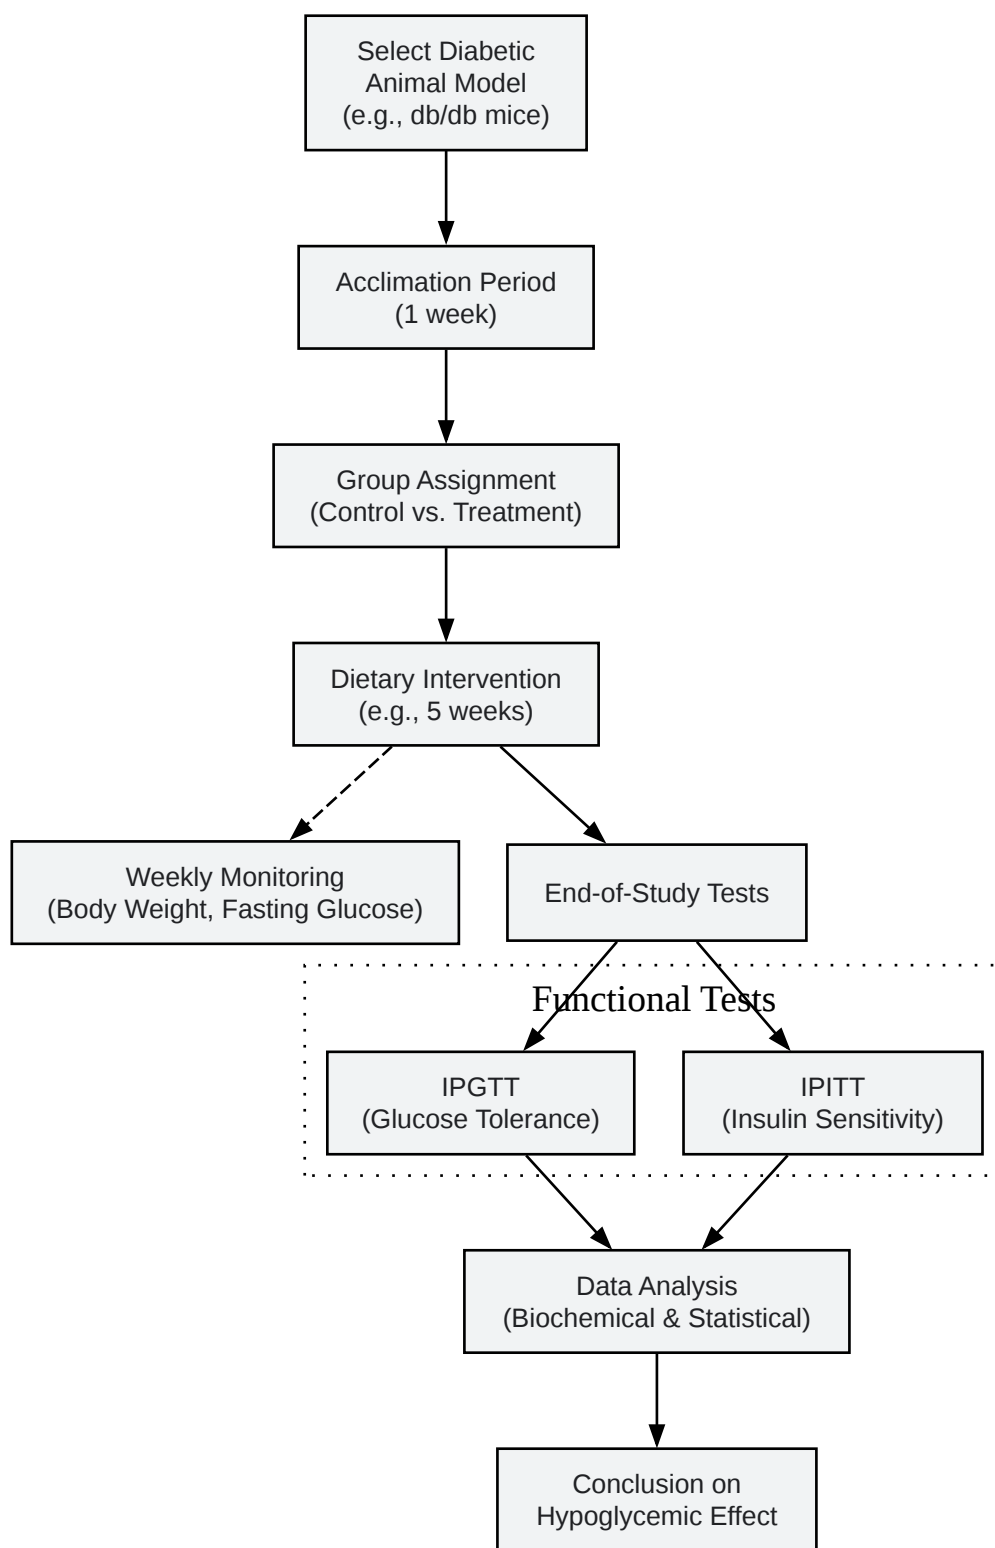 Select Diabetic
Animal Model
(e.g., db/db mice)
Acclimation Period
(1 week)
Group Assignment
(Control vs. Treatment)
Dietary Intervention
(e.g., 5 weeks)
Weekly Monitoring
(Body Weight, Fasting Glucose)
End-of-Study Tests
Functional Tests
IPGTT
(Glucose Tolerance)
IPITT
(Insulin Sensitivity)
Data Analysis
(Biochemical & Statistical)
Conclusion on
Hypoglycemic Effect